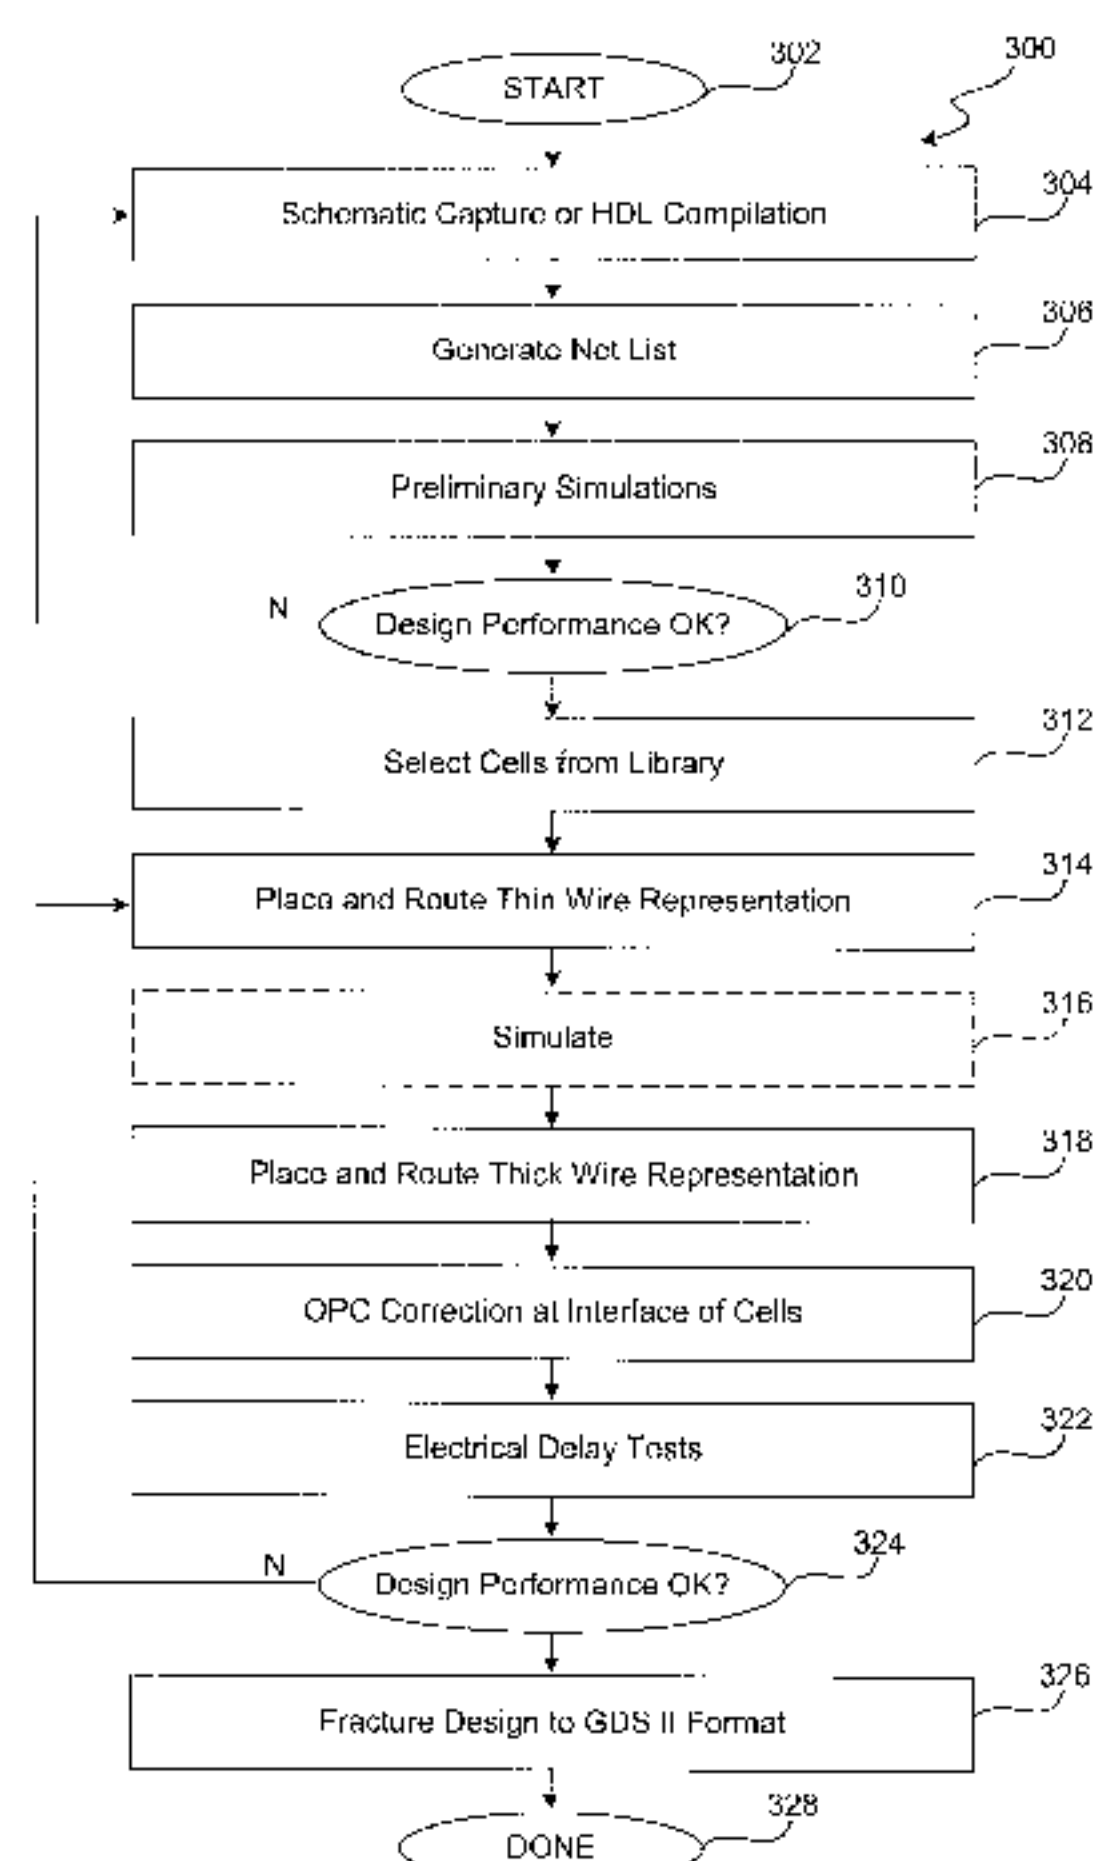 302
300
START
304
Schematic Capture or HDL Compilation
306
Generate Net List
308
Preliminary Simulations
310
N
Design Performance OK?
312
Select Cells from Library
314
Place and Route Thin Wire Representation
316
Simulate
318
Place and Route Thick Wire Representation
320
OPC Correction at Interface of Cells
322
Electrical Delay Tests
324
N
Design Performance OK?
326
Fracture Design to GDS II Format
328
DONE